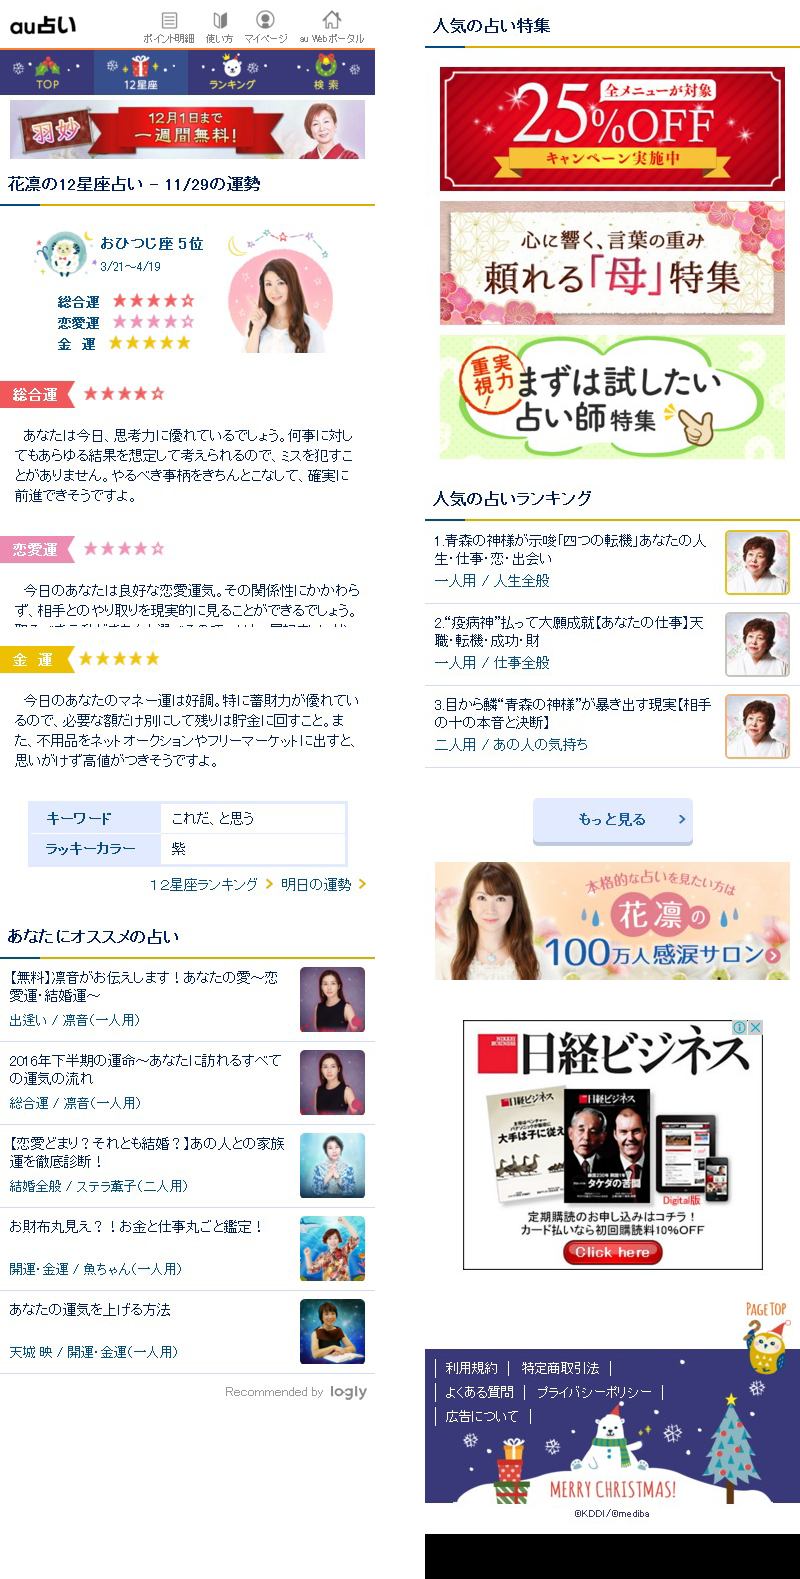 au占い
ポイント明細 使い方 マイページ au Webポータル
TOP 12星座 ランキング 検索
羽妙 12月1日まで
一週間無料!
花凛の12星座占い - 11/29の運勢
おひつじ座 5位
3/21～4/19
総合運 ★★★★☆
恋愛運 ★★★★☆
金 運 ★★★★★
総合運 ★★★★☆
あなたは今日、思考力に優れているでしょう。何事に対し
てもあらゆる結果を想定して考えられるので、ミスを犯すこ
とがありません。やるべき事柄をきちんとこなして、確実に
前進できそうですよ。
恋愛運 ★★★★☆
今日のあなたは良好な恋愛運気。その関係性にかかわら
ず、相手とのやり取りを現実的に見ることができるでしょう。
金 運 ★★★★★
今日のあなたのマネー運は好調。特に蓄財力が優れてい
るので、必要な額だけ別にして残りは貯金に回すこと。ま
た、不用品をネットオークションやフリーマーケットに出すと、
思いがけず高値がつきそうですよ。
キーワード これだ、と思う
ラッキーカラー 紫
12星座ランキング 明日の運勢
あなたにオススメの占い
【無料】凛音がお伝えします！あなたの愛～恋
愛運・結婚運～
出逢い / 凛音(一人用)
2016年下半期の運命～あなたに訪れるすべて
の運気の流れ
総合運 / 凛音(一人用)
【恋愛どまり？それとも結婚？】あの人との家族
運を徹底診断！
結婚全般 / ステラ薫子(二人用)
お財布丸見え？！お金と仕事丸ごと鑑定！
開運・金運 / 魚ちゃん(一人用)
あなたの運気を上げる方法
天城 映 / 開運・金運(一人用)
Recommended by logly
人気の占い特集
全メニューが対象
25%OFF
キャンペーン実施中
心に響く、言葉の重み
頼れる「母」特集
実力重視!
まずは試したい
占い師特集
人気の占いランキング
1.青森の神様が示唆「四つの転機」あなたの人
生・仕事・恋・出会い
一人用 / 人生全般
2.“疫病神”払って大願成就【あなたの仕事】天
職・転機・成功・財
一人用 / 仕事全般
3.目から鱗“青森の神様”が暴き出す現実【相手
の十の本音と決断】
二人用 / あの人の気持ち
もっと見る
本格的な占いを見たい方は
花凛の
100万人感涙サロン
NIKKEI BUSINESS 日経ビジネス
日経ビジネス
大手は子に従え
日経ビジネス
タケダの苦闘
Digital版
定期購読のお申し込みはコチラ！
カード払いなら初回購読料10%OFF
Click here
PAGE TOP
利用規約 | 特定商取引法 |
よくある質問 | プライバシーポリシー |
広告について |
MERRY CHRISTMAS!
©KDDI/©mediba